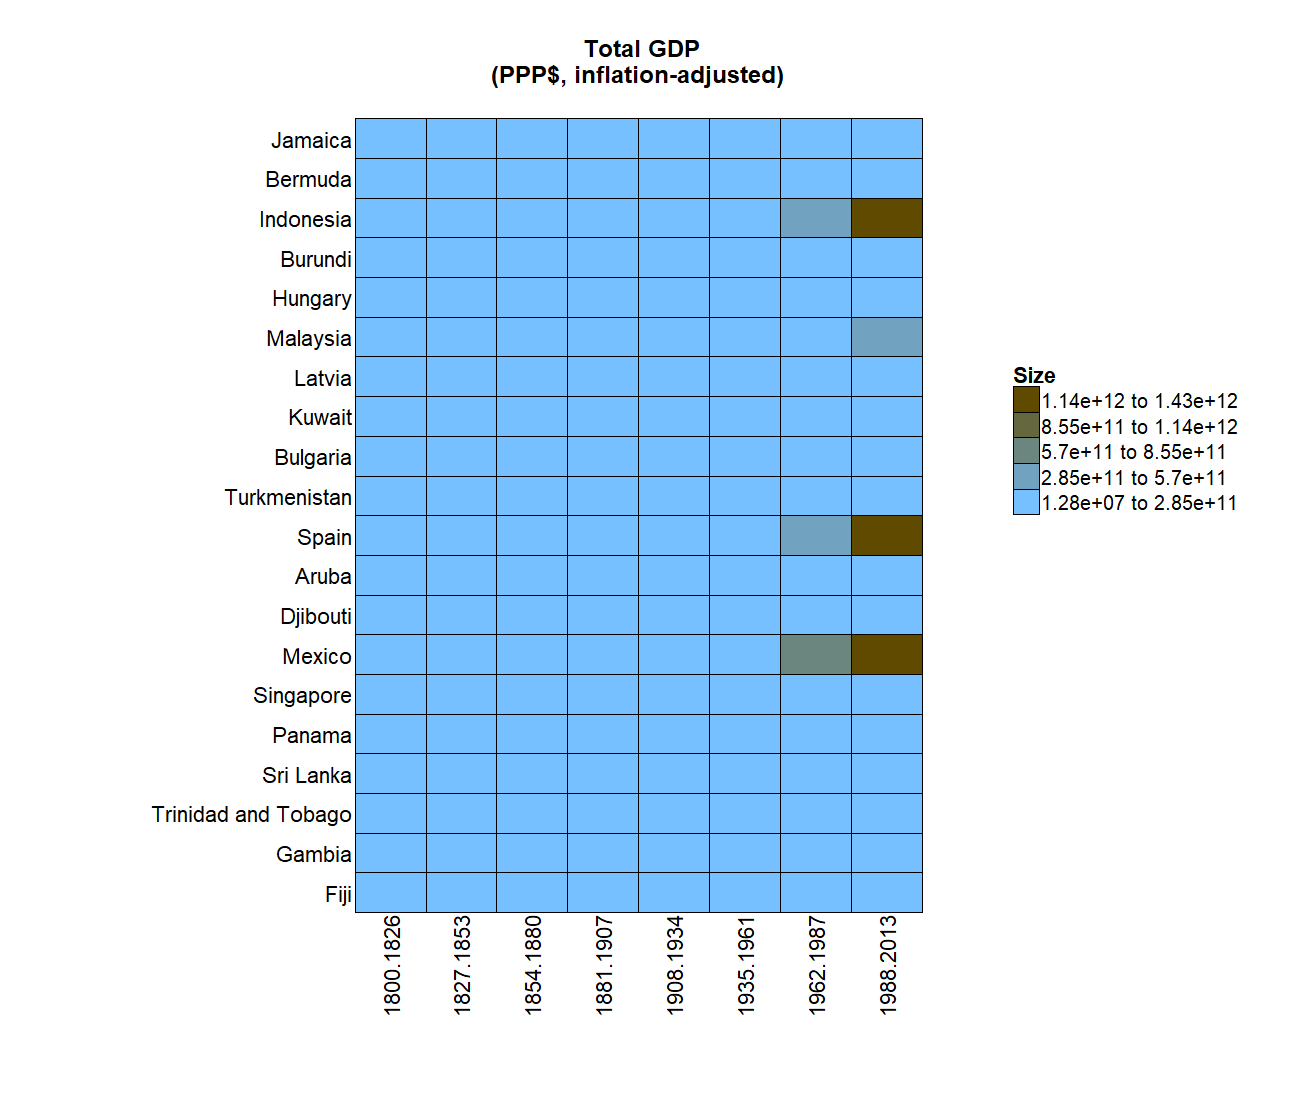 Total GDP
(PPP$, inflation-adjusted)
Jamaica
Bermuda
Indonesia
Burundi
Hungary
Malaysia
Latvia
Kuwait
Bulgaria
Turkmenistan
Spain
Aruba
Djibouti
Mexico
Singapore
Panama
Sri Lanka
Trinidad and Tobago
Gambia
Fiji
1800.1826
1827.1853
1854.1880
1881.1907
1908.1934
1935.1961
1962.1987
1988.2013
Size
1.14e+12 to 1.43e+12
8.55e+11 to 1.14e+12
5.7e+11 to 8.55e+11
2.85e+11 to 5.7e+11
1.28e+07 to 2.85e+11